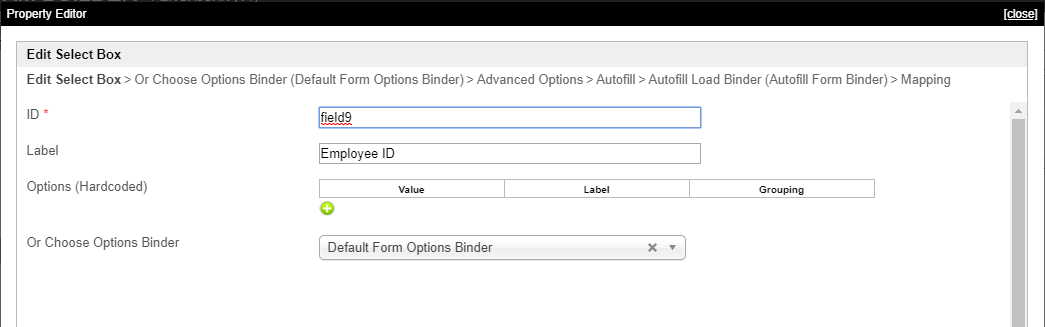 Property Editor [close]
Edit Select Box
Edit Select Box > Or Choose Options Binder (Default Form Options Binder) > Advanced Options > Autofill > Autofill Load Binder (Autofill Form Binder) > Mapping
ID * field9
Label Employee ID
Options (Hardcoded) Value Label Grouping
Or Choose Options Binder Default Form Options Binder